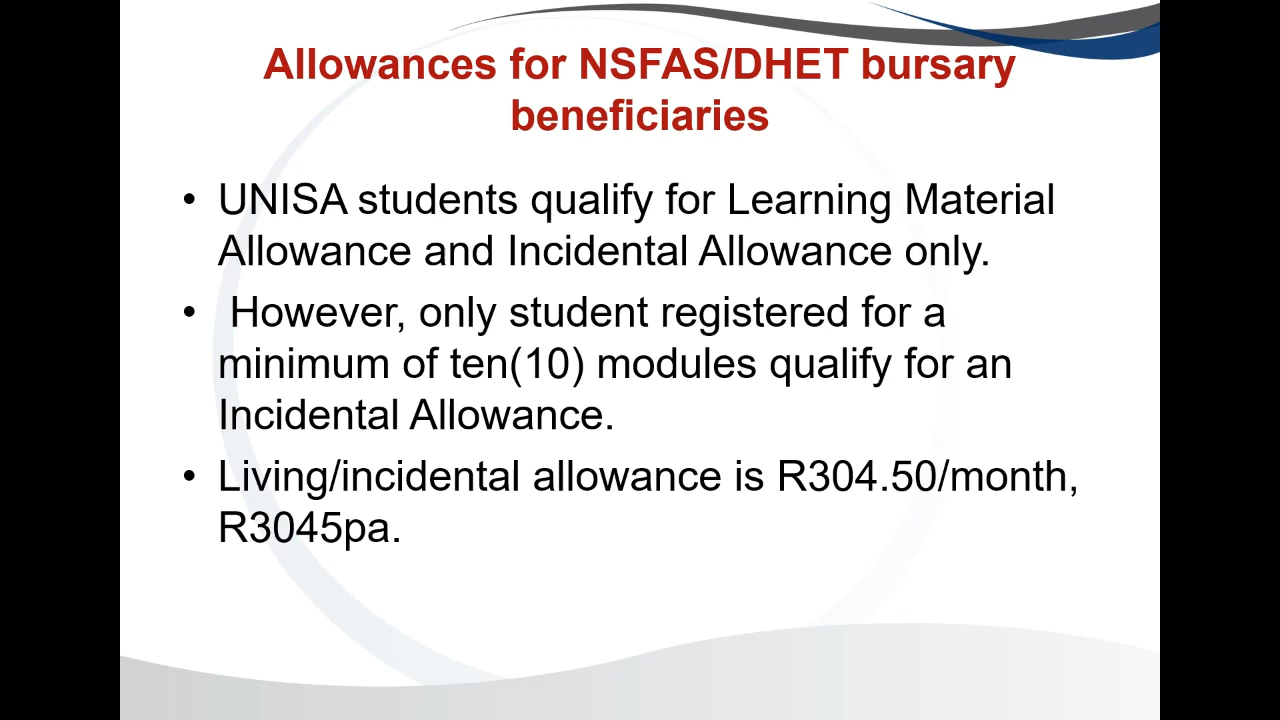 Allowances for NSFAS/DHET bursary
beneficiaries
• UNISA students qualify for Learning Material
Allowance and Incidental Allowance only.
• However, only student registered for a
minimum of ten(10) modules qualify for an
Incidental Allowance.
• Living/incidental allowance is R304.50/month,
R3045pa.